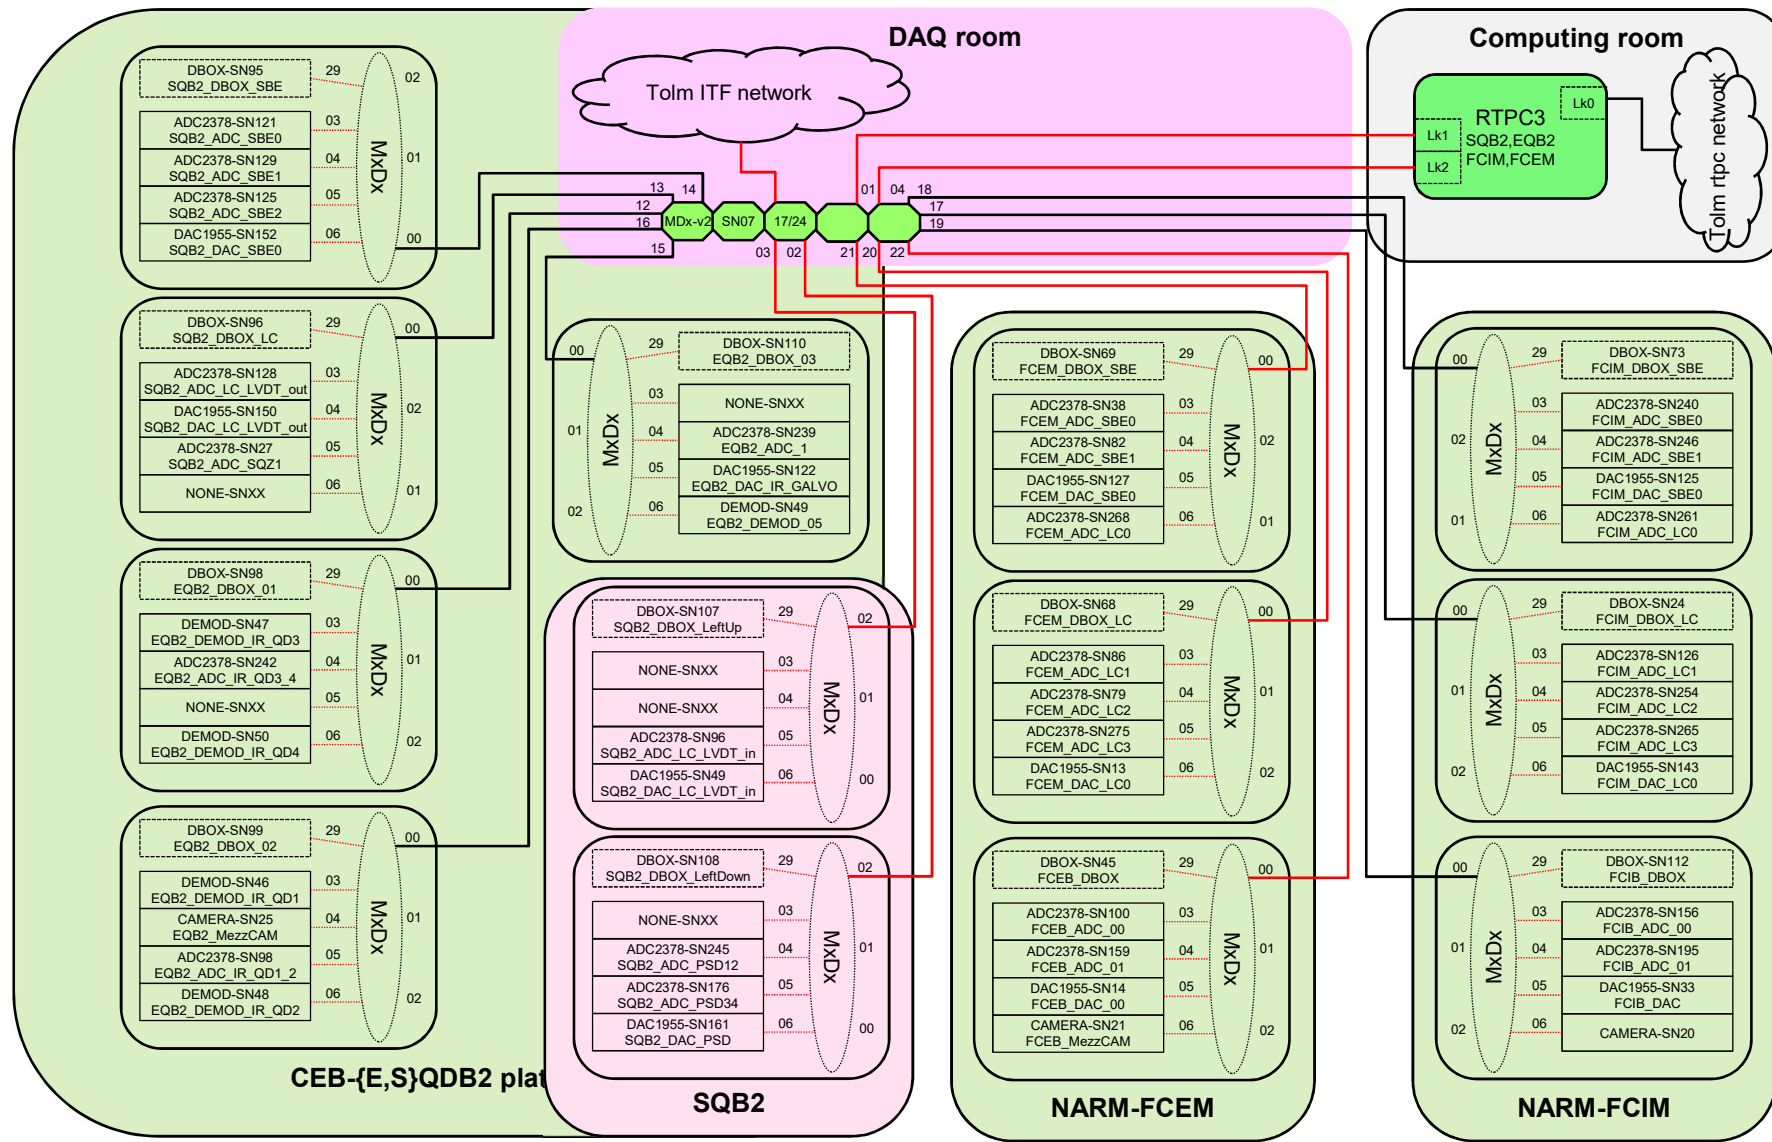 DAQ room
Computing room
Tolm ITF network
RTPC3
SQB2,EQB2
FCIM,FCEM
Lk0
Lk1
Lk2
Tolm rtpc network
MDx-v2
SN07
17/24
13
14
12
16
15
03
02
01
04
18
17
19
21
20
22
DBOX-SN95
SQB2_DBOX_SBE
29
ADC2378-SN121
SQB2_ADC_SBE0
03
ADC2378-SN129
SQB2_ADC_SBE1
04
ADC2378-SN125
SQB2_ADC_SBE2
05
DAC1955-SN152
SQB2_DAC_SBE0
06
MxDx
02
01
00
DBOX-SN96
SQB2_DBOX_LC
29
ADC2378-SN128
SQB2_ADC_LC_LVDT_out
03
DAC1955-SN150
SQB2_DAC_LC_LVDT_out
04
ADC2378-SN27
SQB2_ADC_SQZ1
05
NONE-SNXX
06
MxDx
00
02
01
DBOX-SN98
EQB2_DBOX_01
29
DEMOD-SN47
EQB2_DEMOD_IR_QD3
03
ADC2378-SN242
EQB2_ADC_IR_QD3_4
04
NONE-SNXX
05
DEMOD-SN50
EQB2_DEMOD_IR_QD4
06
MxDx
00
01
02
DBOX-SN99
EQB2_DBOX_02
29
DEMOD-SN46
EQB2_DEMOD_IR_QD1
03
CAMERA-SN25
EQB2_MezzCAM
04
ADC2378-SN98
EQB2_ADC_IR_QD1_2
05
DEMOD-SN48
EQB2_DEMOD_IR_QD2
06
MxDx
00
01
02
CEB-{E,S}QDB2 plat
00
01
02
MxDx
29
DBOX-SN110
EQB2_DBOX_03
03
NONE-SNXX
04
ADC2378-SN239
EQB2_ADC_1
05
DAC1955-SN122
EQB2_DAC_IR_GALVO
06
DEMOD-SN49
EQB2_DEMOD_05
DBOX-SN107
SQB2_DBOX_LeftUp
29
NONE-SNXX
03
NONE-SNXX
04
ADC2378-SN96
SQB2_ADC_LC_LVDT_in
05
DAC1955-SN49
SQB2_DAC_LC_LVDT_in
06
MxDx
02
01
00
DBOX-SN108
SQB2_DBOX_LeftDown
29
NONE-SNXX
03
ADC2378-SN245
SQB2_ADC_PSD12
04
ADC2378-SN176
SQB2_ADC_PSD34
05
DAC1955-SN161
SQB2_DAC_PSD
06
MxDx
02
01
00
SQB2
DBOX-SN69
FCEM_DBOX_SBE
29
ADC2378-SN38
FCEM_ADC_SBE0
03
ADC2378-SN82
FCEM_ADC_SBE1
04
DAC1955-SN127
FCEM_DAC_SBE0
05
ADC2378-SN268
FCEM_ADC_LC0
06
MxDx
00
02
01
DBOX-SN68
FCEM_DBOX_LC
29
ADC2378-SN86
FCEM_ADC_LC1
03
ADC2378-SN79
FCEM_ADC_LC2
04
ADC2378-SN275
FCEM_ADC_LC3
05
DAC1955-SN13
FCEM_DAC_LC0
06
MxDx
00
01
02
DBOX-SN45
FCEB_DBOX
29
ADC2378-SN100
FCEB_ADC_00
03
ADC2378-SN159
FCEB_ADC_01
04
DAC1955-SN14
FCEB_DAC_00
05
CAMERA-SN21
FCEB_MezzCAM
06
MxDx
00
01
02
NARM-FCEM
00
02
01
MxDx
29
DBOX-SN73
FCIM_DBOX_SBE
03
ADC2378-SN240
FCIM_ADC_SBE0
04
ADC2378-SN246
FCIM_ADC_SBE1
05
DAC1955-SN125
FCIM_DAC_SBE0
06
ADC2378-SN261
FCIM_ADC_LC0
00
01
02
MxDx
29
DBOX-SN24
FCIM_DBOX_LC
03
ADC2378-SN126
FCIM_ADC_LC1
04
ADC2378-SN254
FCIM_ADC_LC2
05
ADC2378-SN265
FCIM_ADC_LC3
06
DAC1955-SN143
FCIM_DAC_LC0
00
01
02
MxDx
29
DBOX-SN112
FCIB_DBOX
03
ADC2378-SN156
FCIB_ADC_00
04
ADC2378-SN195
FCIB_ADC_01
05
DAC1955-SN33
FCIB_DAC
06
CAMERA-SN20
NARM-FCIM